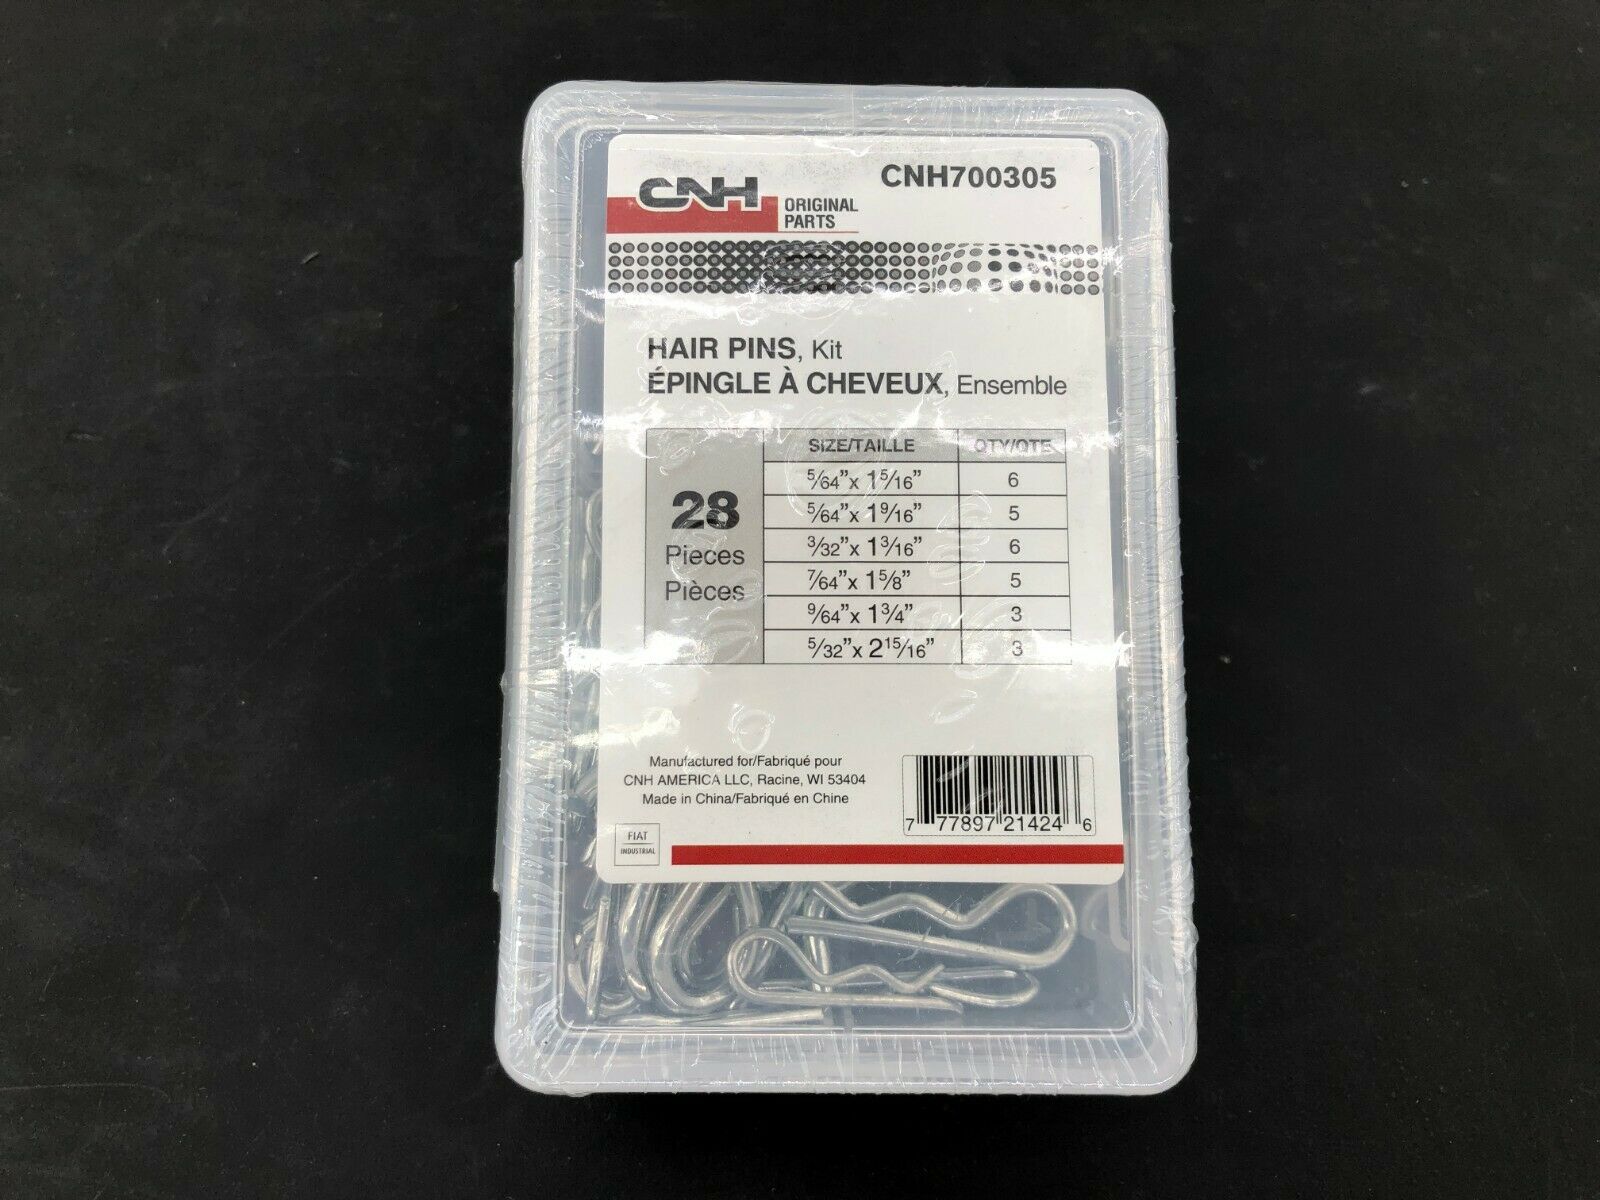 CNH
ORIGINAL
PARTS
CNH700305
HAIR PINS, Kit
ÉPINGLE À CHEVEUX, Ensemble
28
Pieces
Pièces
SIZE/TAILLE QTY/QTE
5/64” x 1 5/16” 6
5/64” x 1 9/16” 5
3/32” x 1 3/16” 6
7/64” x 1 5/8” 5
9/64” x 1 3/4” 3
5/32” x 2 15/16” 3
Manufactured for/Fabriqué pour
CNH AMERICA LLC, Racine, WI 53404
Made in China/Fabriqué en Chine
FIAT
INDUSTRIAL
7 77897 21424 6